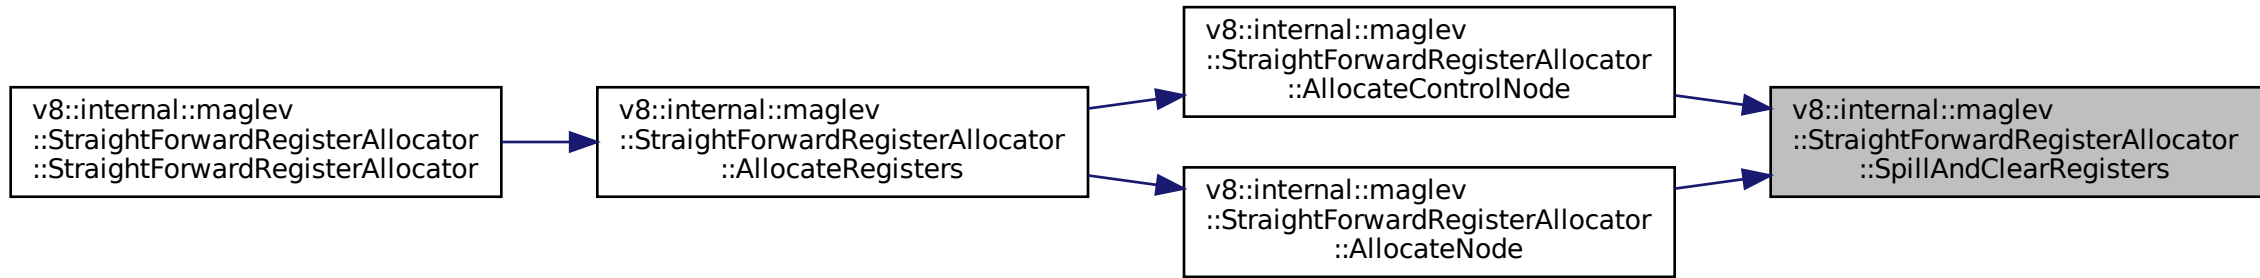 v8::internal::maglev
::StraightForwardRegisterAllocator
::StraightForwardRegisterAllocator
v8::internal::maglev
::StraightForwardRegisterAllocator
::AllocateRegisters
v8::internal::maglev
::StraightForwardRegisterAllocator
::AllocateControlNode
v8::internal::maglev
::StraightForwardRegisterAllocator
::AllocateNode
v8::internal::maglev
::StraightForwardRegisterAllocator
::SpillAndClearRegisters